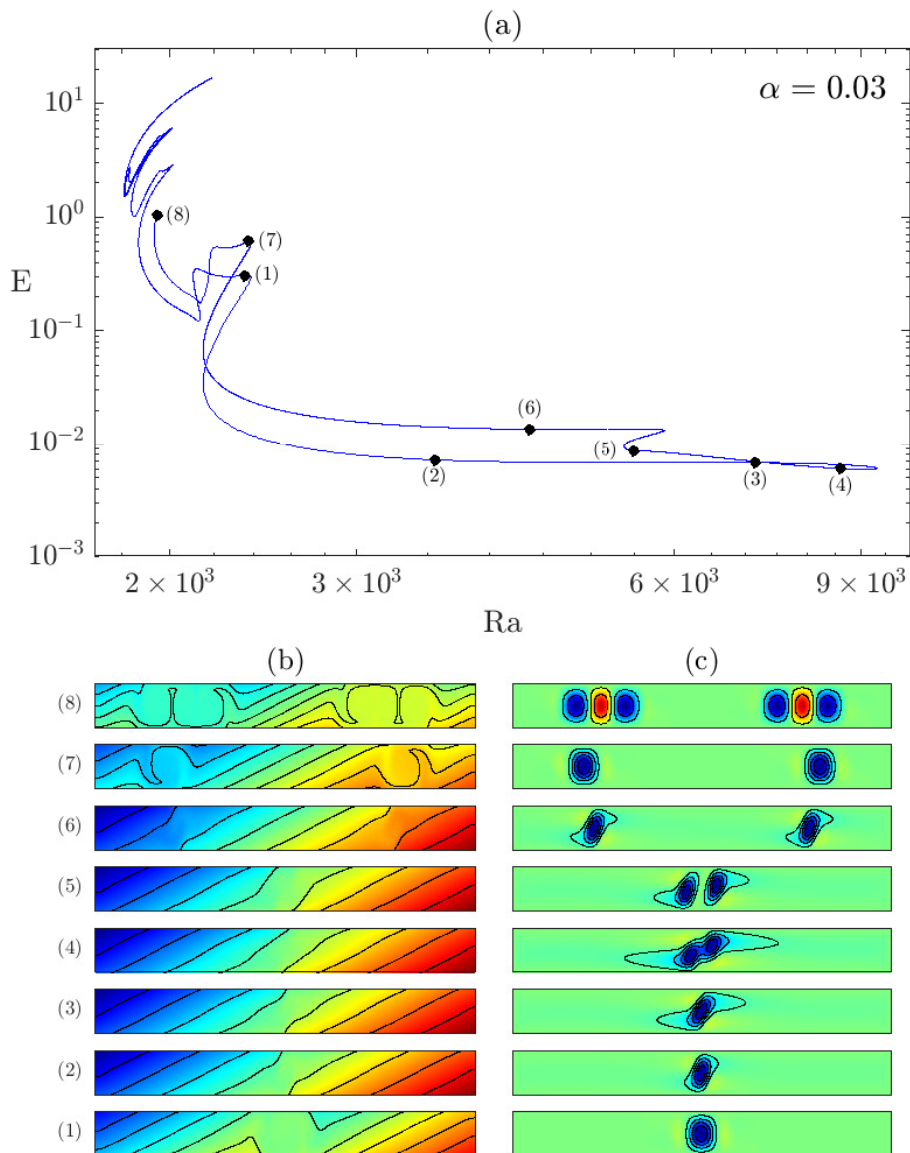 (a)
α = 0.03
10¹
10⁰
10⁻¹
10⁻²
10⁻³
E
(8)
(7)
(1)
(6)
(5)
(2)
(3)
(4)
2 × 10³
3 × 10³
6 × 10³
9 × 10³
Ra
(b)
(c)
(8)
(7)
(6)
(5)
(4)
(3)
(2)
(1)